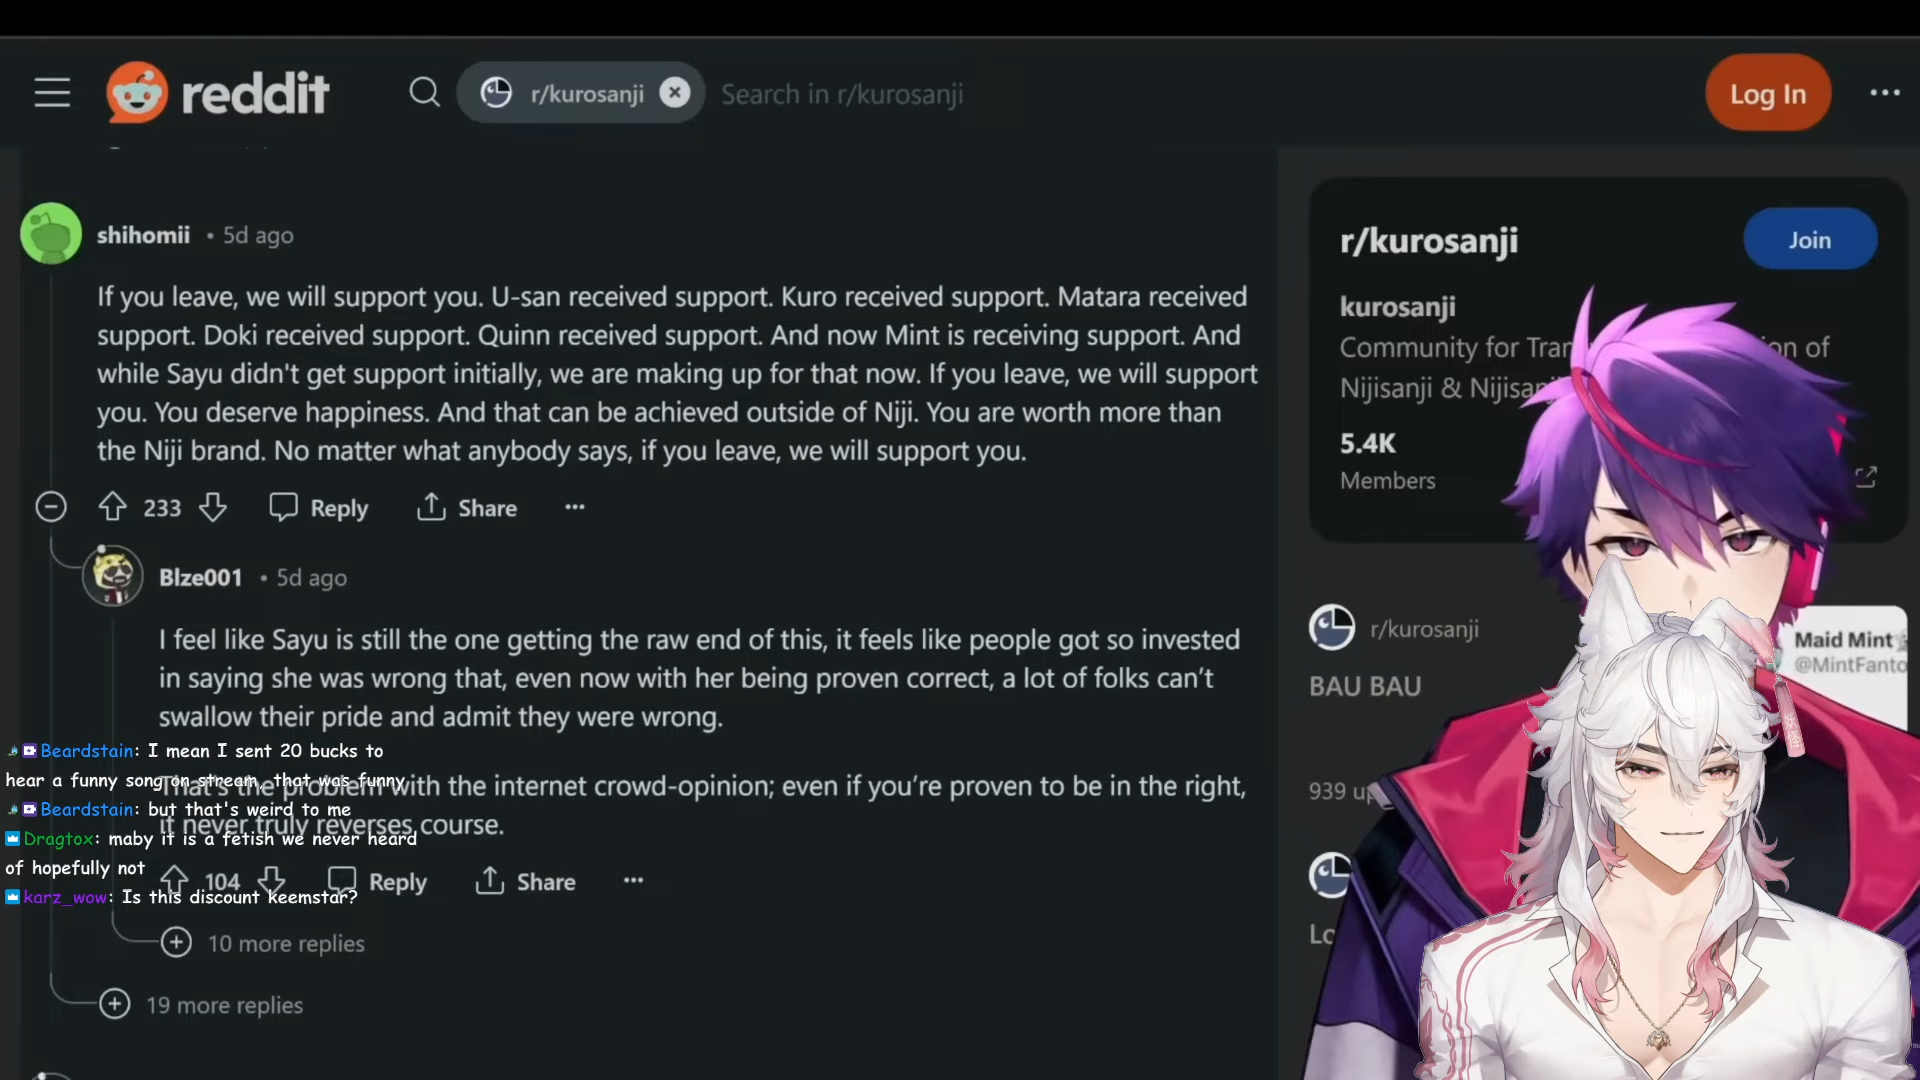 reddit
r/kurosanji
Search in r/kurosanji
Log In
shihomii • 5d ago
If you leave, we will support you. U-san received support. Kuro received support. Matara received
support. Doki received support. Quinn received support. And now Mint is receiving support. And
while Sayu didn't get support initially, we are making up for that now. If you leave, we will support
you. You deserve happiness. And that can be achieved outside of Niji. You are worth more than
the Niji brand. No matter what anybody says, if you leave, we will support you.
233
Reply
Share
Blze001 • 5d ago
I feel like Sayu is still the one getting the raw end of this, it feels like people got so invested
in saying she was wrong that, even now with her being proven correct, a lot of folks can’t
swallow their pride and admit they were wrong.
That's the problem with the internet crowd-opinion; even if you’re proven to be in the right,
it never truly reverses course.
104
Reply
Share
10 more replies
19 more replies
Beardstain: I mean I sent 20 bucks to
hear a funny song on stream, that was funny
Beardstain: but that's weird to me
Dragtox: maby it is a fetish we never heard
of hopefully not
karz_wow: Is this discount keemstar?
r/kurosanji
Join
kurosanji
Community for
of
Nijisanji &
5.4K
Members
r/kurosanji
BAU BAU
939
Maid Mint
@MintFanto